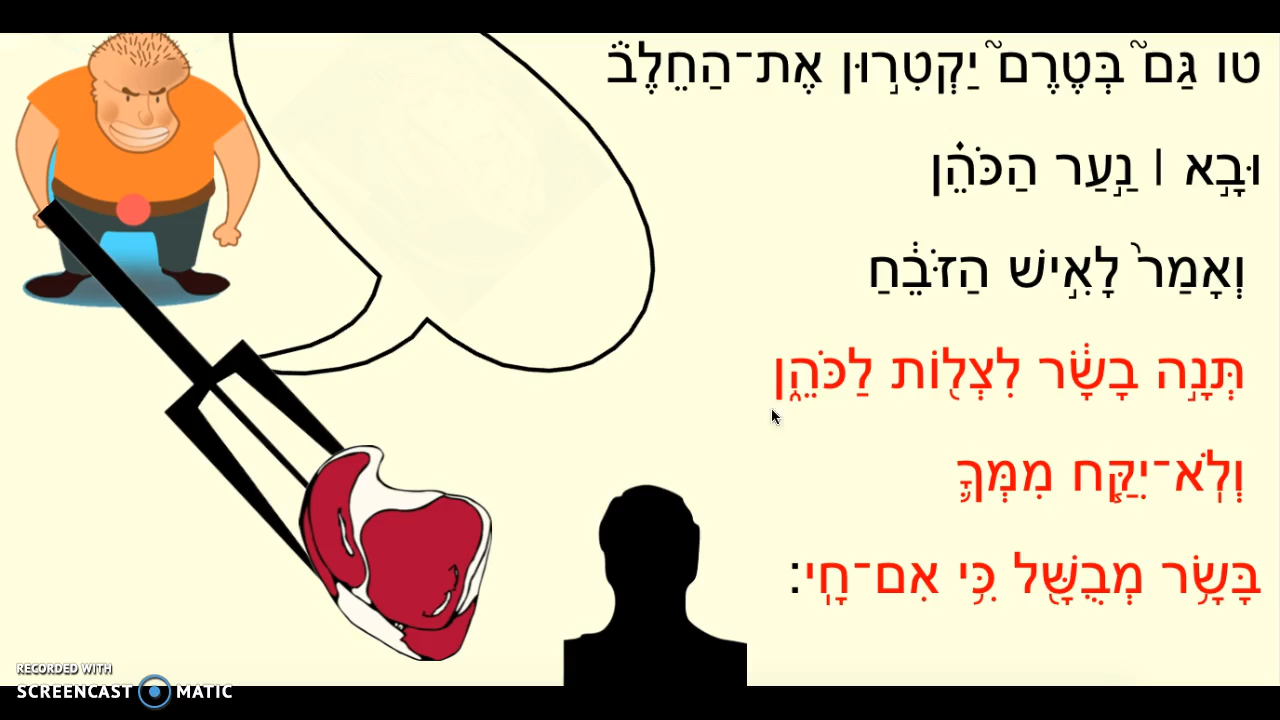 טו גַּם֮ בְּטֶרֶם֮ יַקְטִר֣וּן אֶת־הַחֵלֶב֒
וּבָ֣א ׀ נַ֣עַר הַכֹּהֵ֗ן
וְאָמַר֙ לָאִ֣ישׁ הַזֹּבֵ֔חַ
תְּנָ֣ה בָשָׂ֔ר לִצְל֖וֹת לַכֹּהֵ֑ן
וְלֹֽא־יִקַּ֧ח מִמְּךָ֛
בָּשָׂ֥ר מְבֻשָּׁ֖ל כִּ֥י אִם־חָֽי׃
RECORDED WITH
SCREENCAST MATIC